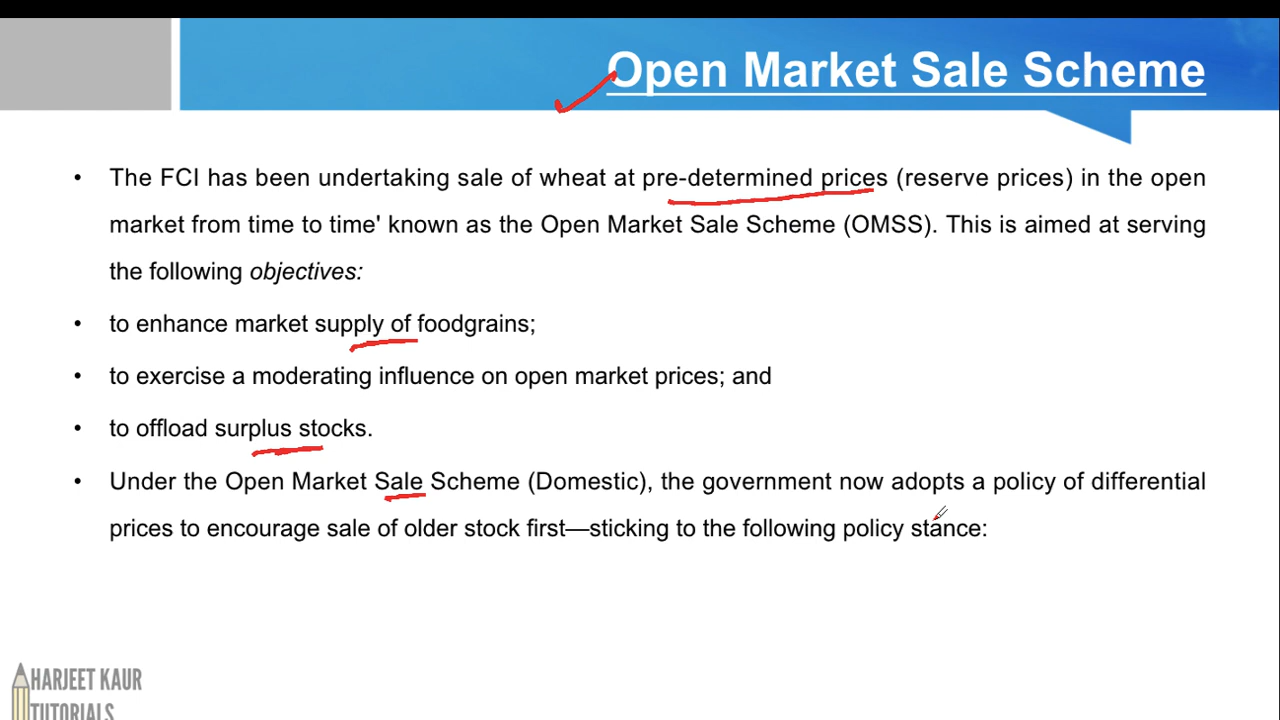 Open Market Sale Scheme
• The FCI has been undertaking sale of wheat at pre-determined prices (reserve prices) in the open
market from time to time' known as the Open Market Sale Scheme (OMSS). This is aimed at serving
the following objectives:
• to enhance market supply of foodgrains;
• to exercise a moderating influence on open market prices; and
• to offload surplus stocks.
• Under the Open Market Sale Scheme (Domestic), the government now adopts a policy of differential
prices to encourage sale of older stock first—sticking to the following policy stance:
HARJEET KAUR
TUTORIALS